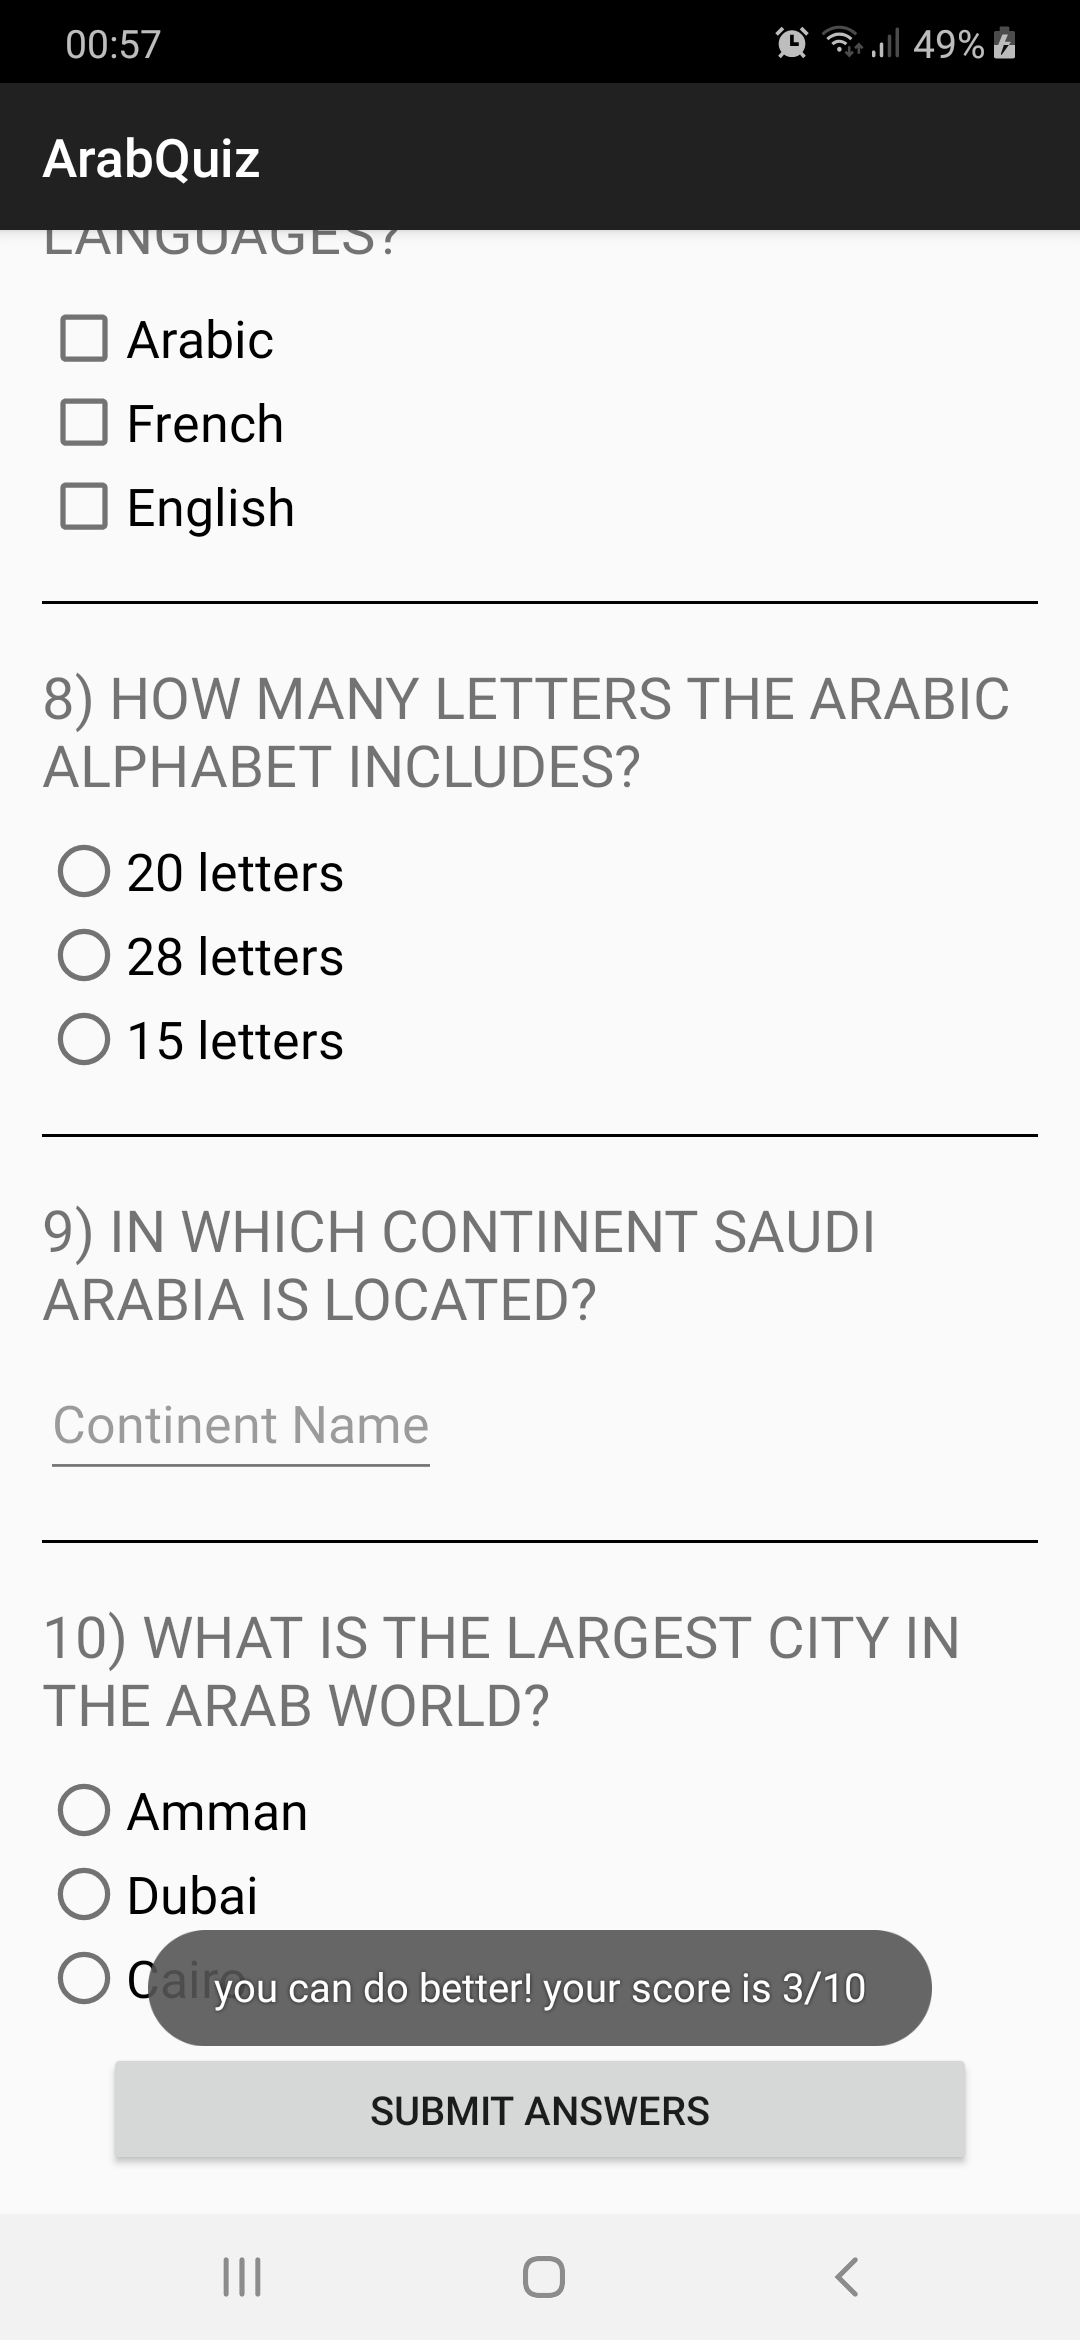 00:57
49%
ArabQuiz
LANGUAGES?
Arabic
French
English
8) HOW MANY LETTERS THE ARABIC
ALPHABET INCLUDES?
20 letters
28 letters
15 letters
9) IN WHICH CONTINENT SAUDI
ARABIA IS LOCATED?
Continent Name
10) WHAT IS THE LARGEST CITY IN
THE ARAB WORLD?
Amman
Dubai
Cairo
you can do better! your score is 3/10
SUBMIT ANSWERS